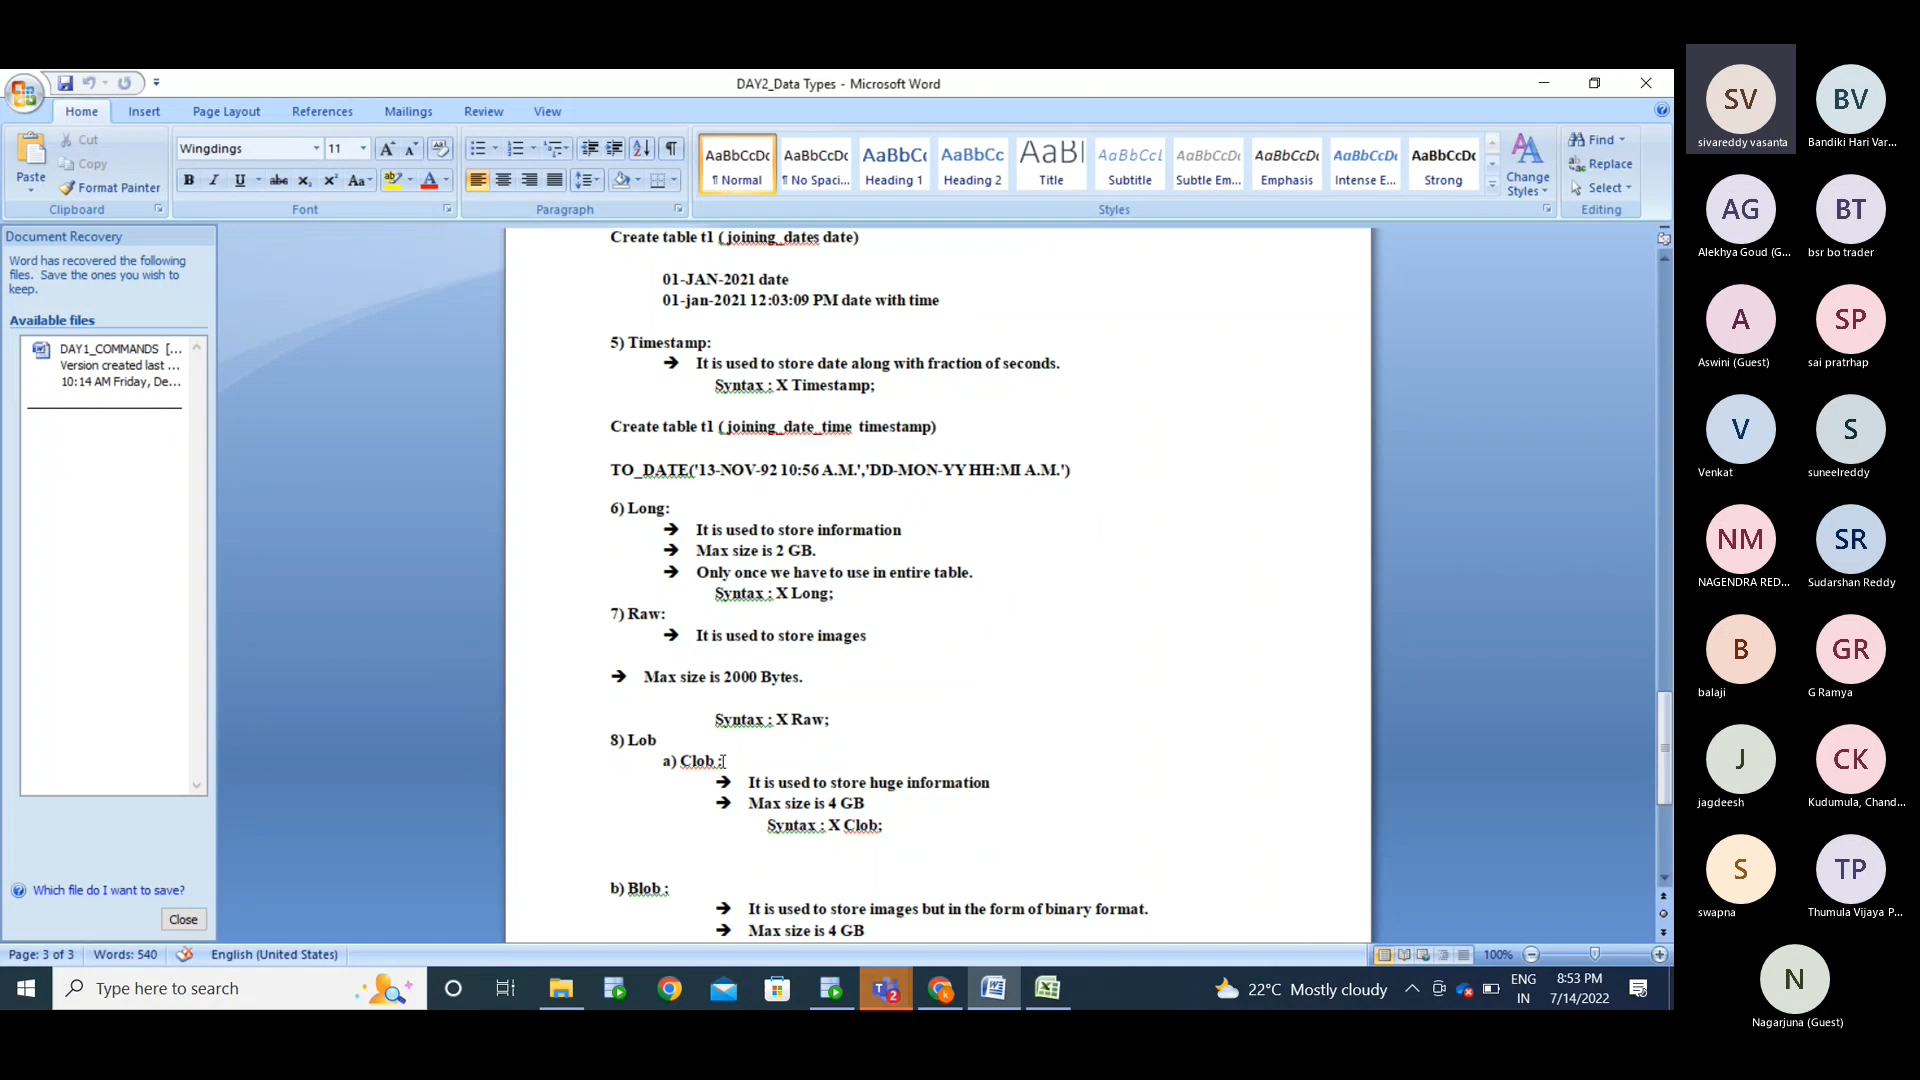 DAY2_Data Types - Microsoft Word
Home
Insert
Page Layout
References
Mailings
Review
View
Paste
Cut
Copy
Format Painter
Clipboard
Wingdings
11
Font
Paragraph
AaBbCcDc
¶ Normal
AaBbCcDc
¶ No Spaci...
AaBbC(
Heading 1
AaBbCc
Heading 2
AaBl
Title
AaBbCcL
Subtitle
AaBbCcDc
Subtle Em...
AaBbCcDc
Emphasis
AaBbCcDc
Intense E...
AaBbCcDc
Strong
Change Styles
Styles
Find
Replace
Select
Editing
Document Recovery
Word has recovered the following
files. Save the ones you wish to
keep.
Available files
DAY1_COMMANDS [...
Version created last ...
10:14 AM Friday, De...
Which file do I want to save?
Close
Create table t1 ( joining_dates date)
01-JAN-2021 date
01-jan-2021 12:03:09 PM date with time
5) Timestamp:
➔ It is used to store date along with fraction of seconds.
Syntax : X Timestamp;
Create table t1 ( joining_date_time timestamp)
TO_DATE('13-NOV-92 10:56 A.M.','DD-MON-YY HH:MI A.M.')
6) Long:
➔ It is used to store information
➔ Max size is 2 GB.
➔ Only once we have to use in entire table.
Syntax : X Long;
7) Raw:
➔ It is used to store images
➔ Max size is 2000 Bytes.
Syntax : X Raw;
8) Lob
a) Clob :
➔ It is used to store huge information
➔ Max size is 4 GB
Syntax : X Clob;
b) Blob :
➔ It is used to store images but in the form of binary format.
➔ Max size is 4 GB
Page: 3 of 3
Words: 540
English (United States)
100%
Type here to search
2
22°C Mostly cloudy
ENG
IN
8:53 PM
7/14/2022
SV
sivareddy vasanta
BV
Bandiki Hari Var...
AG
Alekhya Goud (G...
BT
bsr bo trader
A
Aswini (Guest)
SP
sai pratrhap
V
Venkat
S
suneelreddy
NM
NAGENDRA RED...
SR
Sudarshan Reddy
B
balaji
GR
G Ramya
J
jagdeesh
CK
Kudumula, Chand...
S
swapna
TP
Thumula Vijaya P...
N
Nagarjuna (Guest)